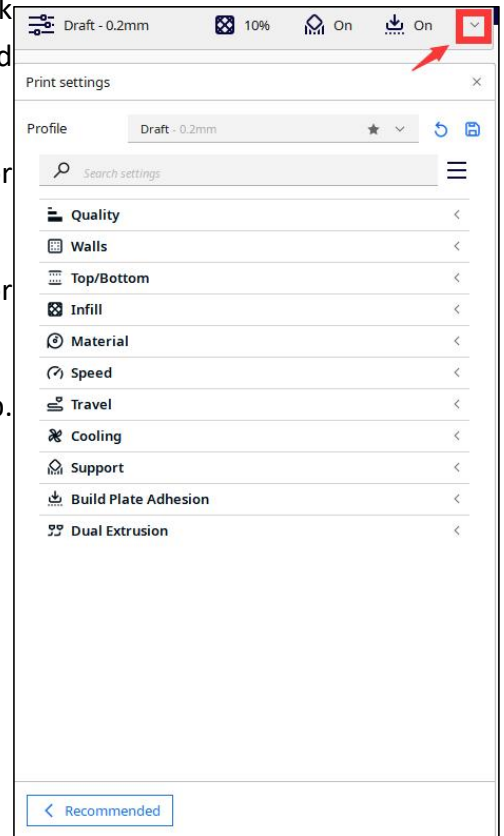 Draft - 0.2mm 10% On On
Print settings
Profile Draft - 0.2mm
Search settings
Quality
Walls
Top/Bottom
Infill
Material
Speed
Travel
Cooling
Support
Build Plate Adhesion
Dual Extrusion
Recommended